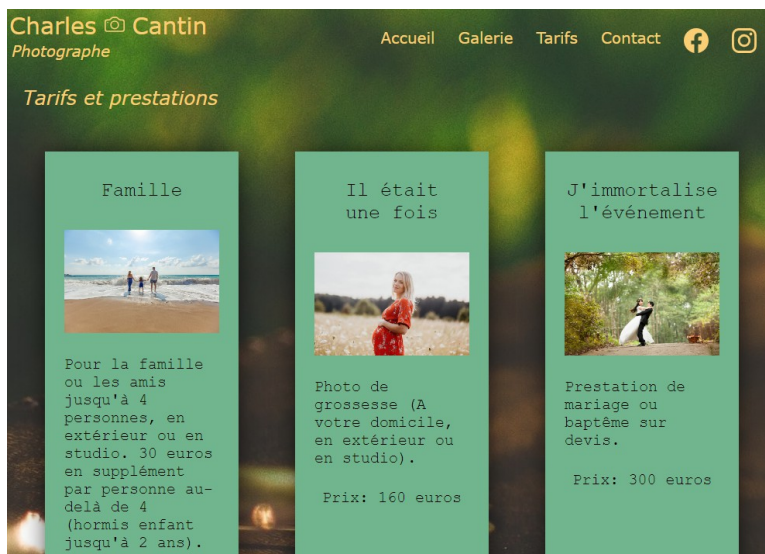 Charles Cantin
Photographe
Accueil Galerie Tarifs Contact
Tarifs et prestations
Famille
Pour la famille
ou les amis
jusqu'à 4
personnes, en
extérieur ou en
studio. 30 euros
en supplément
par personne au-
delà de 4
(hormis enfant
jusqu'à 2 ans).
Il était
une fois
Photo de
grossesse (A
votre domicile,
en extérieur ou
en studio).
Prix: 160 euros
J'immortalise
l'événement
Prestation de
mariage ou
baptême sur
devis.
Prix: 300 euros